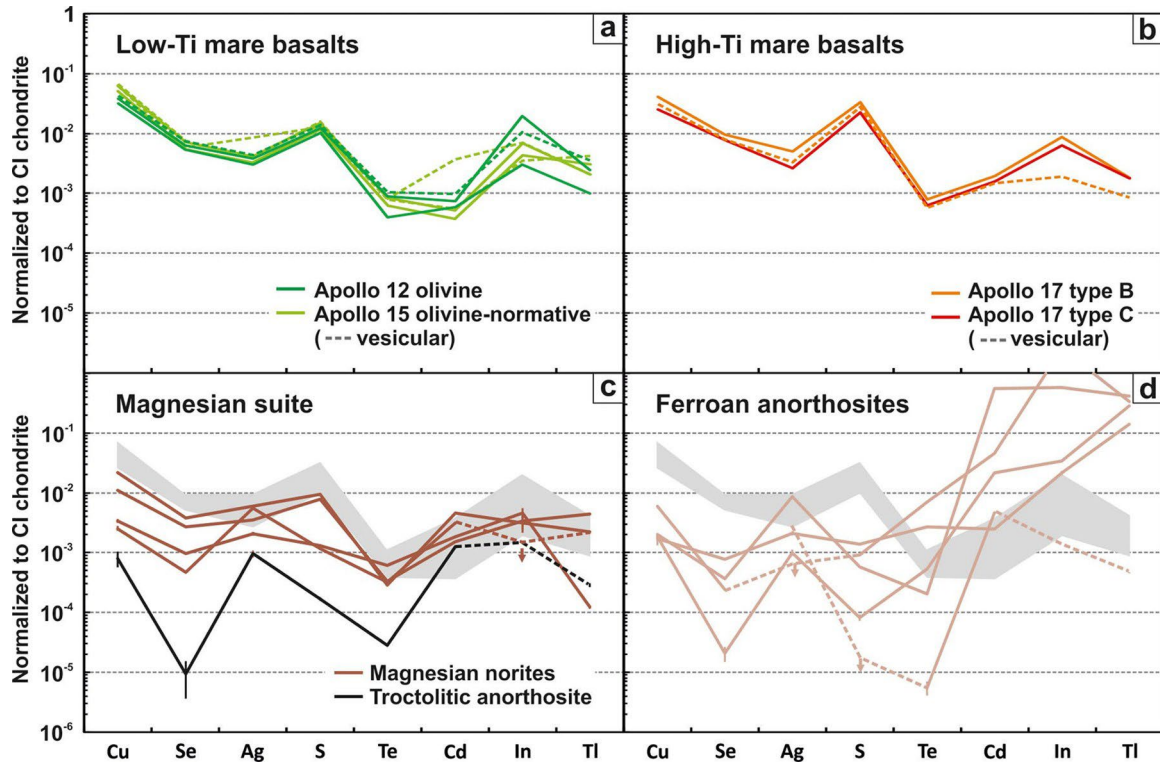 a
b
Low-Ti mare basalts
High-Ti mare basalts
Normalized to CI chondrite
1
10-1
10-2
10-3
10-4
10-5
Apollo 12 olivine
Apollo 15 olivine-normative
( --- vesicular)
Apollo 17 type B
Apollo 17 type C
( --- vesicular)
c
d
Magnesian suite
Ferroan anorthosites
Normalized to CI chondrite
10-1
10-2
10-3
10-4
10-5
10-6
Magnesian norites
Troctolitic anorthosite
Cu Se Ag S Te Cd In Tl
Cu Se Ag S Te Cd In Tl